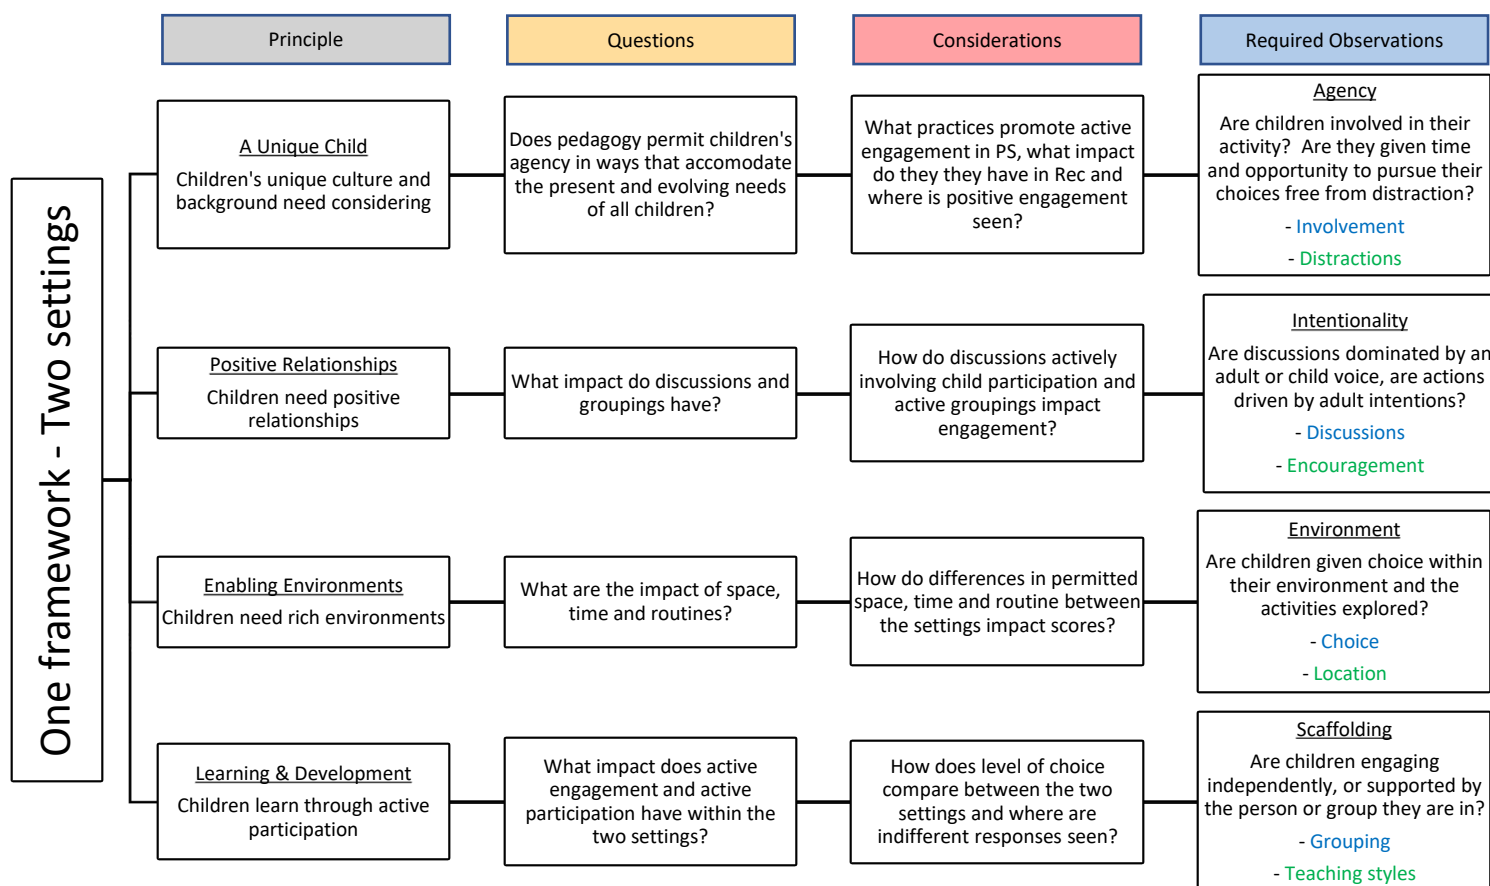 Principle
Questions
Considerations
Required Observations
One framework - Two settings
A Unique Child
Children's unique culture and
background need considering
Does pedagogy permit children's
agency in ways that accomodate
the present and evolving needs
of all children?
What practices promote active
engagement in PS, what impact
do they they have in Rec and
where is positive engagement
seen?
Agency
Are children involved in their
activity? Are they given time
and opportunity to pursue their
choices free from distraction?
- Involvement
- Distractions
Positive Relationships
Children need positive
relationships
What impact do discussions and
groupings have?
How do discussions actively
involving child participation and
active groupings impact
engagement?
Intentionality
Are discussions dominated by an
adult or child voice, are actions
driven by adult intentions?
- Discussions
- Encouragement
Enabling Environments
Children need rich environments
What are the impact of space,
time and routines?
How do differences in permitted
space, time and routine between
the settings impact scores?
Environment
Are children given choice within
their environment and the
activities explored?
- Choice
- Location
Learning & Development
Children learn through active
participation
What impact does active
engagement and active
participation have within the
two settings?
How does level of choice
compare between the two
settings and where are
indifferent responses seen?
Scaffolding
Are children engaging
independently, or supported by
the person or group they are in?
- Grouping
- Teaching styles